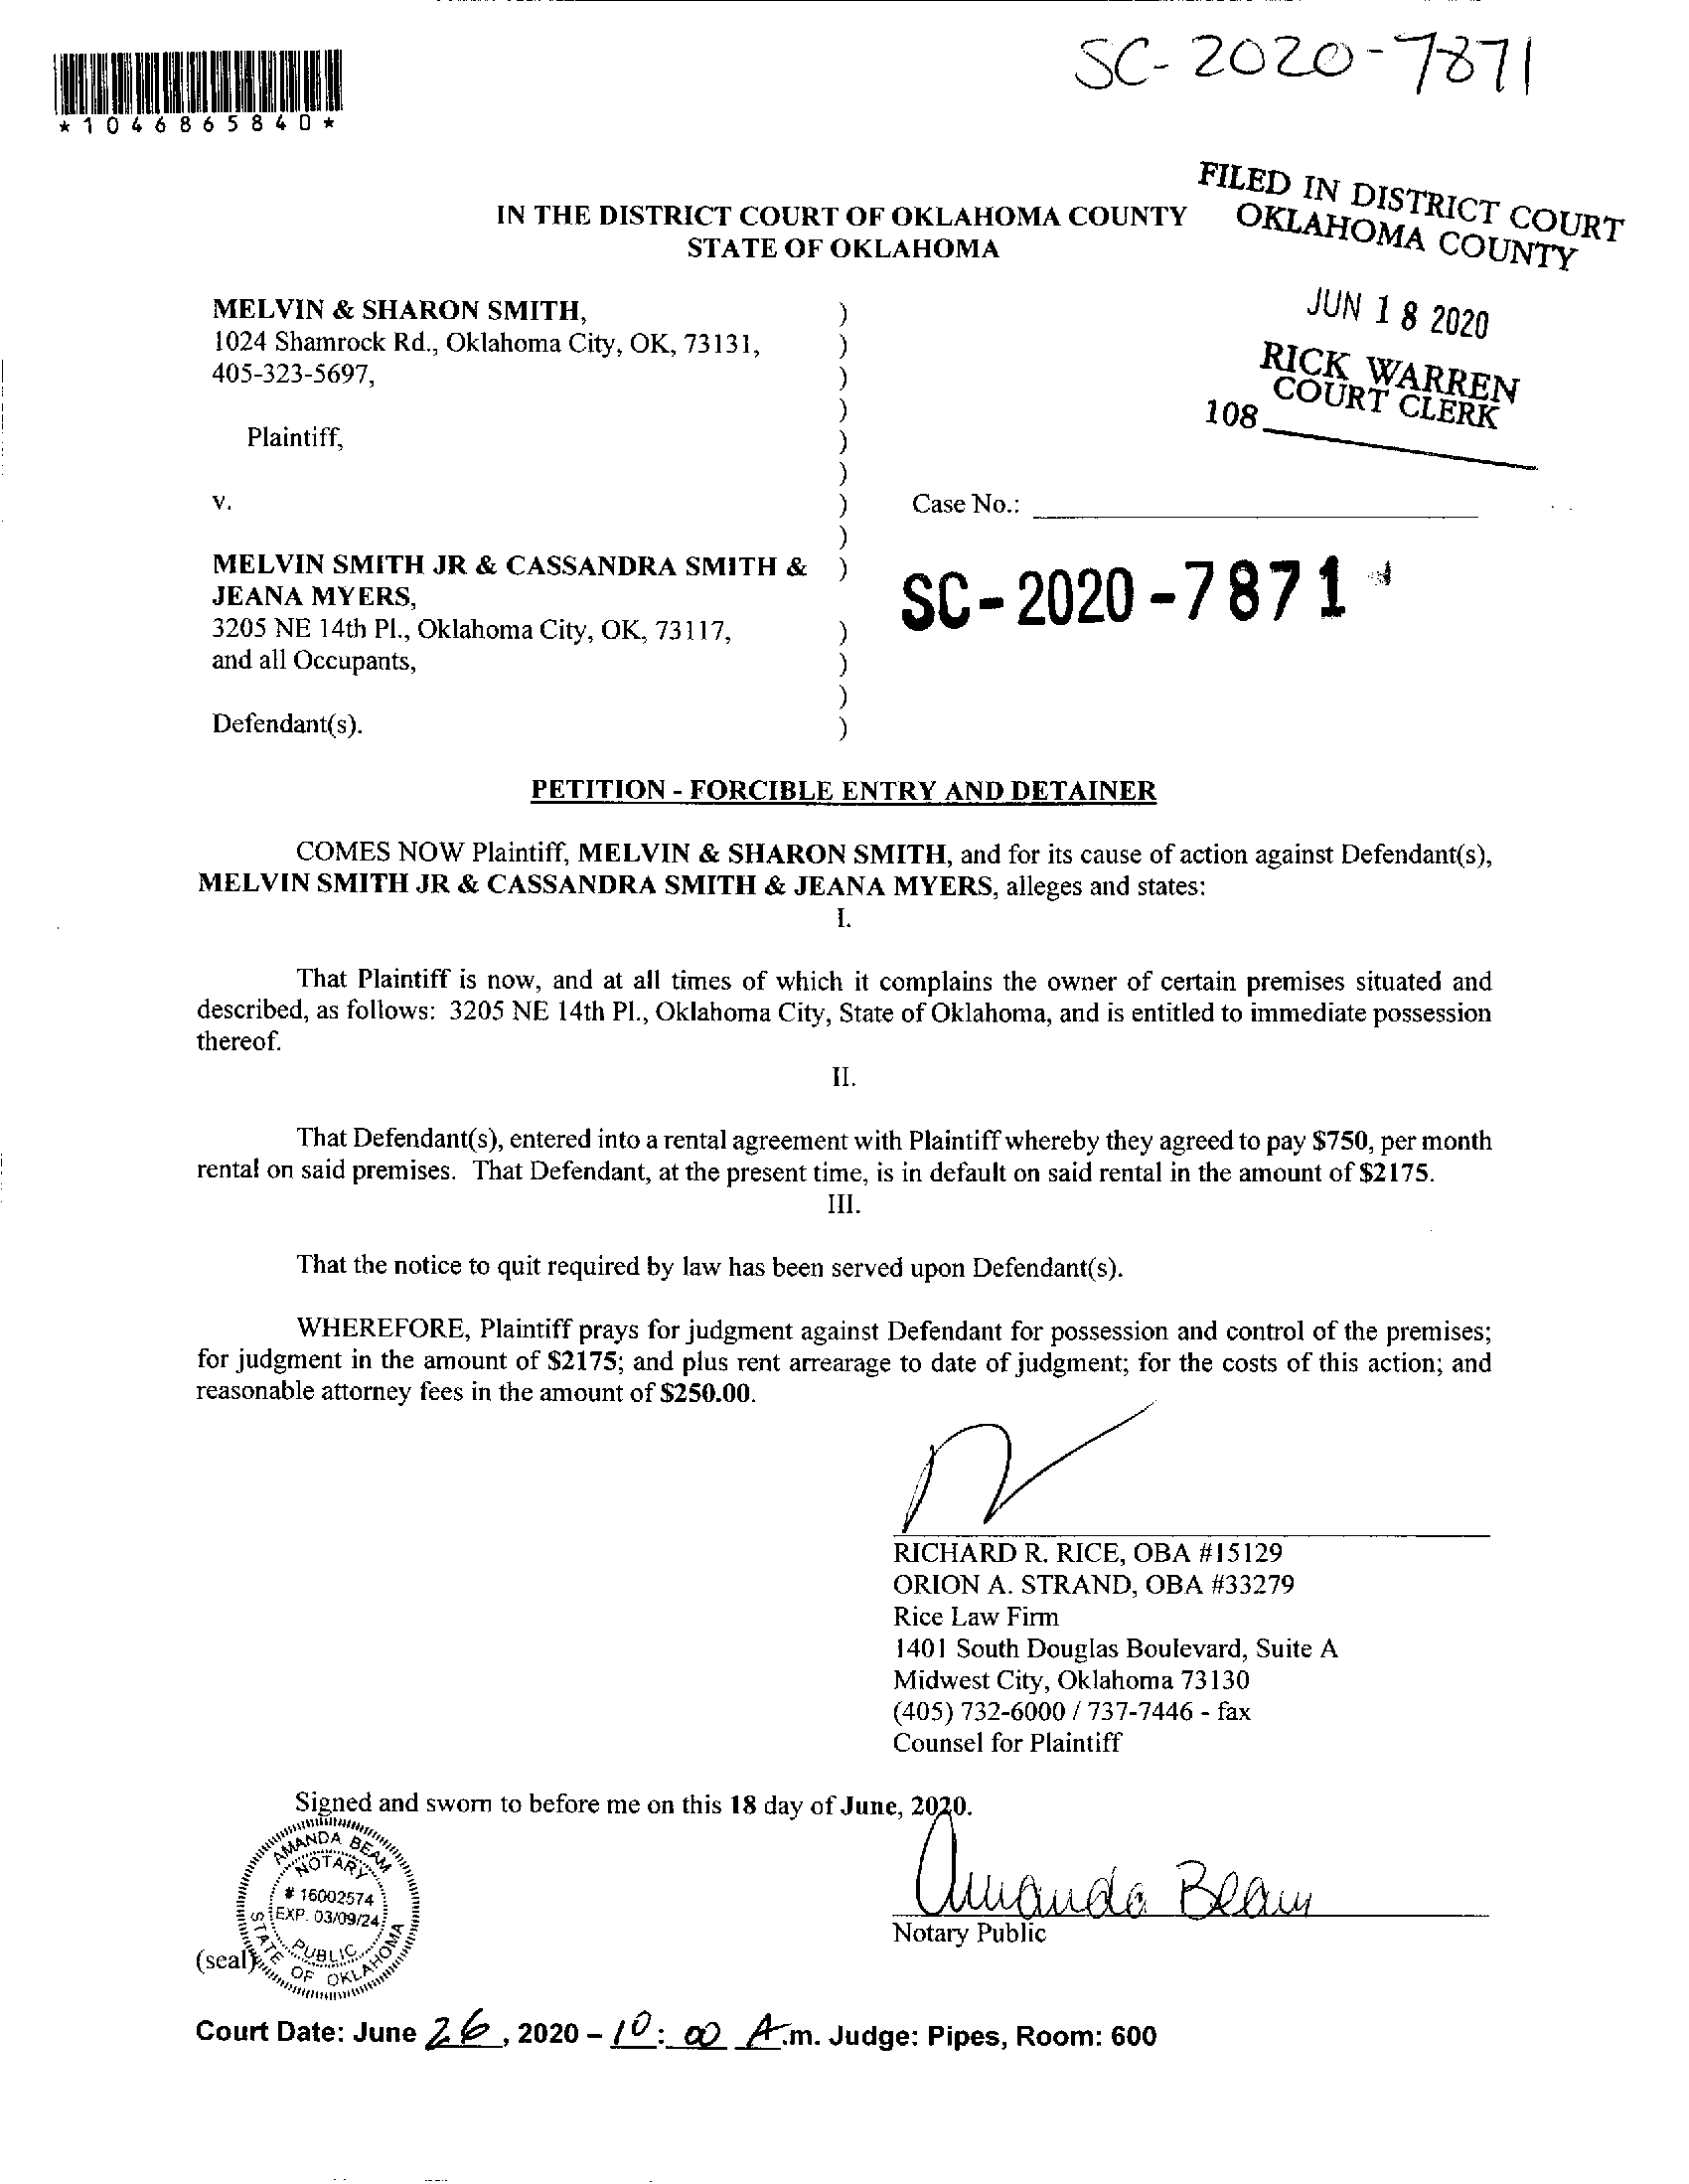 SC-2020-7871
*1046865840*
FILED IN DISTRICT COURT
OKLAHOMA COUNTY
JUN 18 2020
RICK WARREN
COURT CLERK
108
IN THE DISTRICT COURT OF OKLAHOMA COUNTY
STATE OF OKLAHOMA
MELVIN & SHARON SMITH, )
1024 Shamrock Rd., Oklahoma City, OK, 73131, )
405-323-5697, )
)
Plaintiff, )
)
v. ) Case No.:
)
MELVIN SMITH JR & CASSANDRA SMITH & )
JEANA MYERS,
SC-2020-7871
3205 NE 14th Pl., Oklahoma City, OK, 73117, )
and all Occupants, )
)
Defendant(s). )
PETITION - FORCIBLE ENTRY AND DETAINER
COMES NOW Plaintiff, MELVIN & SHARON SMITH, and for its cause of action against Defendant(s),
MELVIN SMITH JR & CASSANDRA SMITH & JEANA MYERS, alleges and states:
I.
That Plaintiff is now, and at all times of which it complains the owner of certain premises situated and
described, as follows: 3205 NE 14th Pl., Oklahoma City, State of Oklahoma, and is entitled to immediate possession
thereof.
II.
That Defendant(s), entered into a rental agreement with Plaintiff whereby they agreed to pay $750, per month
rental on said premises. That Defendant, at the present time, is in default on said rental in the amount of $2175.
III.
That the notice to quit required by law has been served upon Defendant(s).
WHEREFORE, Plaintiff prays for judgment against Defendant for possession and control of the premises;
for judgment in the amount of $2175; and plus rent arrearage to date of judgment; for the costs of this action; and
reasonable attorney fees in the amount of $250.00.
RICHARD R. RICE, OBA #15129
ORION A. STRAND, OBA #33279
Rice Law Firm
1401 South Douglas Boulevard, Suite A
Midwest City, Oklahoma 73130
(405) 732-6000 / 737-7446 - fax
Counsel for Plaintiff
Signed and sworn to before me on this 18 day of June, 2020.
AMANDA BEAM
NOTARY
# 16002574
EXP. 03/09/24
PUBLIC
STATE OF OKLAHOMA
Amanda Beam
Notary Public
(seal)
Court Date: June 26, 2020 – 10:00 A.m. Judge: Pipes, Room: 600